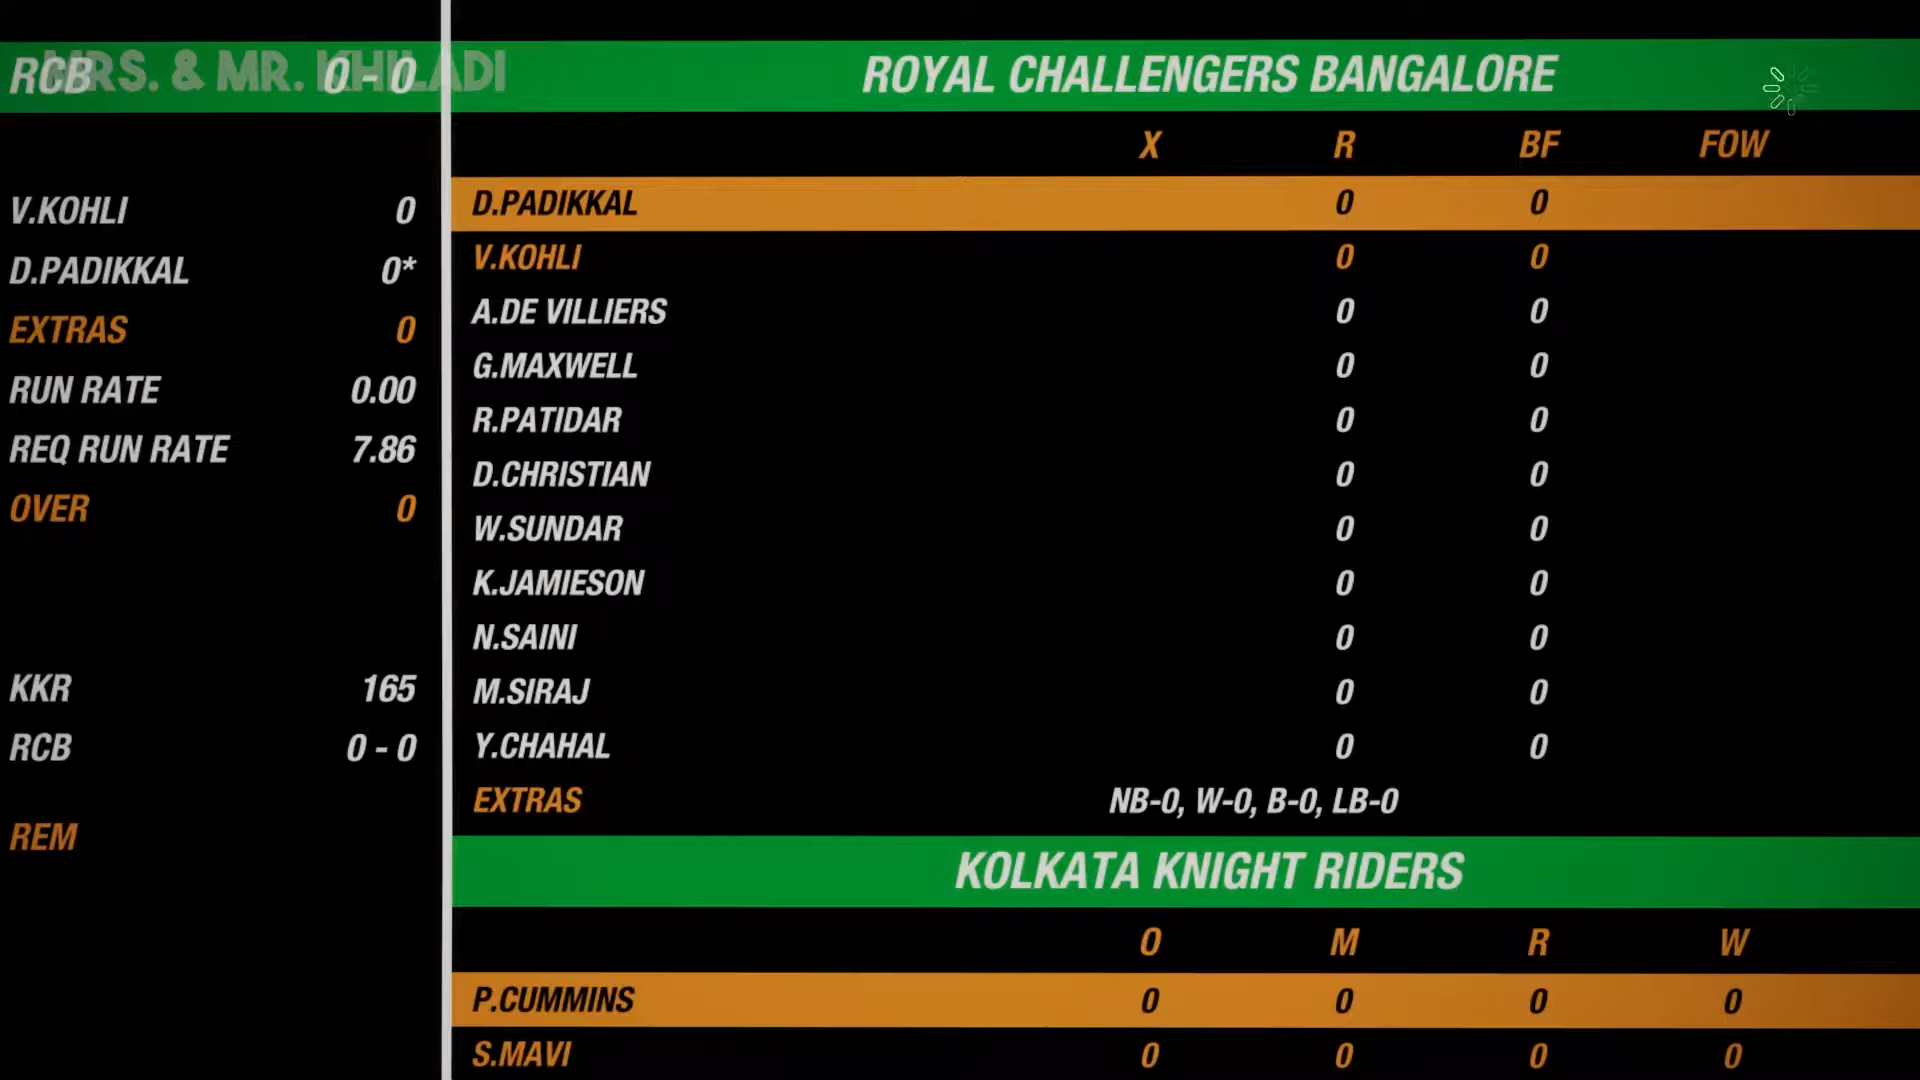 MRS. & MR. KHILADI
RCB 0 - 0
V.KOHLI 0
D.PADIKKAL 0*
EXTRAS 0
RUN RATE 0.00
REQ RUN RATE 7.86
OVER 0
KKR 165
RCB 0 - 0
REM
ROYAL CHALLENGERS BANGALORE
X R BF FOW
D.PADIKKAL 0 0
V.KOHLI 0 0
A.DE VILLIERS 0 0
G.MAXWELL 0 0
R.PATIDAR 0 0
D.CHRISTIAN 0 0
W.SUNDAR 0 0
K.JAMIESON 0 0
N.SAINI 0 0
M.SIRAJ 0 0
Y.CHAHAL 0 0
EXTRAS NB-0, W-0, B-0, LB-0
KOLKATA KNIGHT RIDERS
O M R W
P.CUMMINS 0 0 0 0
S.MAVI 0 0 0 0